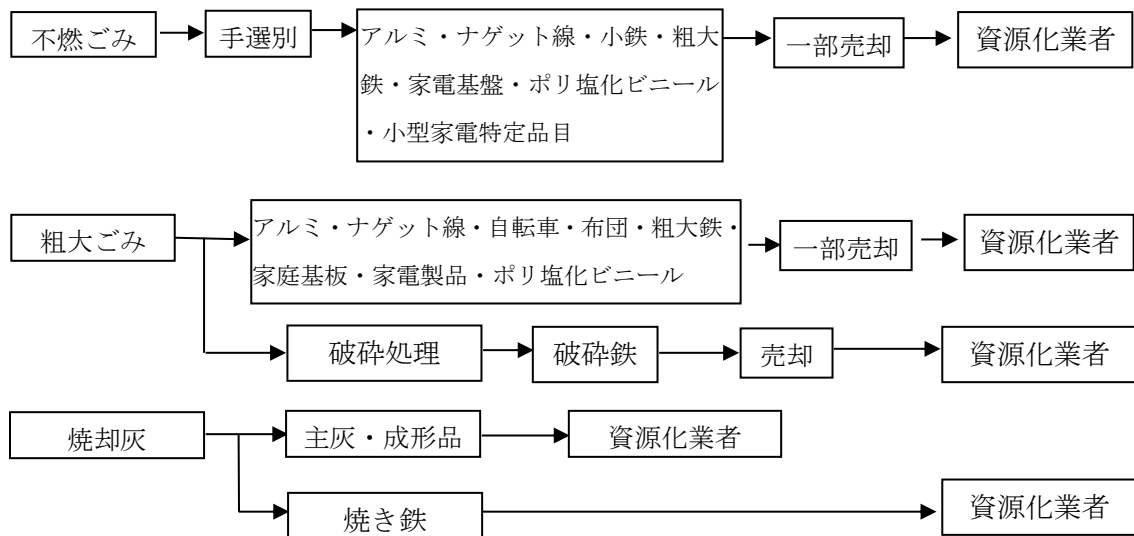 不燃ごみ
手選別
アルミ・ナゲット線・小鉄・粗大
鉄・家電基盤・ポリ塩化ビニール
・小型家電特定品目
一部売却
資源化業者
粗大ごみ
アルミ・ナゲット線・自転車・布団・粗大鉄・
家庭基板・家電製品・ポリ塩化ビニール
一部売却
資源化業者
破砕処理
破砕鉄
売却
資源化業者
焼却灰
主灰・成形品
資源化業者
焼き鉄
資源化業者